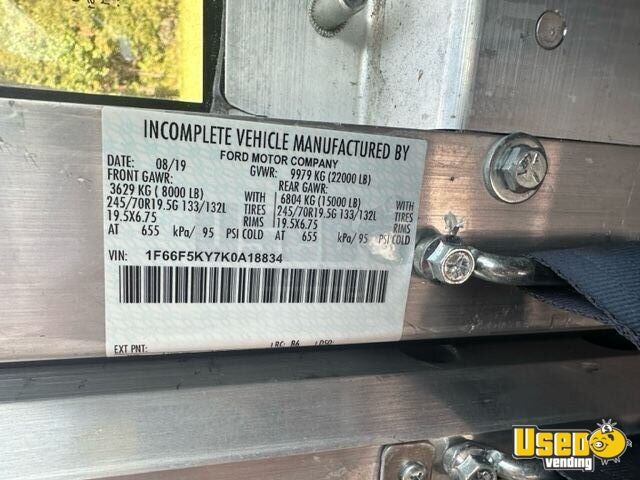 INCOMPLETE VEHICLE MANUFACTURED BY
FORD MOTOR COMPANY
DATE: 08/19 GVWR: 9979 KG (22000 LB)
FRONT GAWR: REAR GAWR:
3629 KG ( 8000 LB) WITH 6804 KG (15000 LB) WITH
245/70R19.5G 133/132L TIRES 245/70R19.5G 133/132L TIRES
19.5X6.75 RIMS 19.5X6.75 RIMS
AT 655 kPa/ 95 PSI COLD AT 655 kPa/ 95 PSI COLD
VIN: 1F66F5KY7K0A18834
EXT PNT:
Used
vending